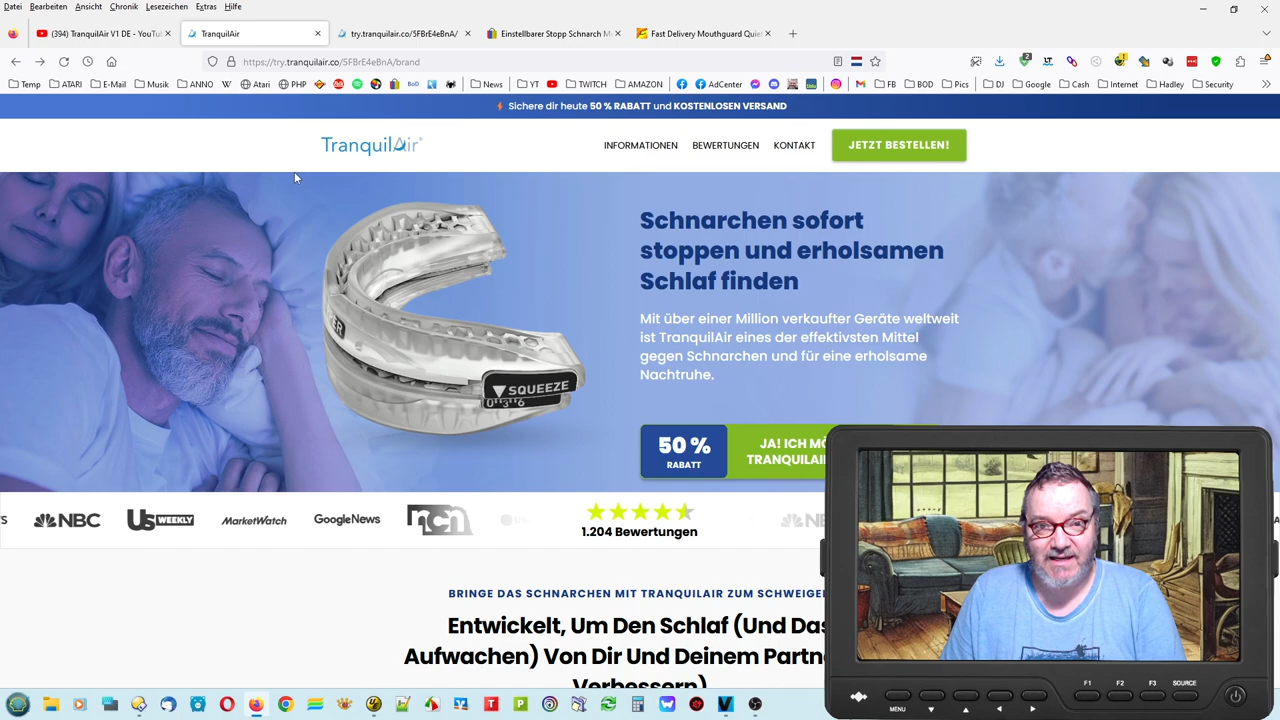 Datei Bearbeiten Ansicht Chronik Lesezeichen Extras Hilfe
(394) TranquilAir V1 DE - YouTu
TranquilAir
try.tranquilair.co/5FBrE4eBnA/
Einstellbarer Stopp Schnarch M
Fast Delivery Mouthguard Quie
https://try.tranquilair.co/5FBrE4eBnA/brand
Temp ATARI E-Mail Musik ANNO Atari PHP BoD News YT TWITCH AMAZON AdCenter FB BOD Pics DJ Google Cash Internet Hadley Security
Sichere dir heute 50 % RABATT und KOSTENLOSEN VERSAND
TranquilAir
INFORMATIONEN BEWERTUNGEN KONTAKT JETZT BESTELLEN!
Schnarchen sofort
stoppen und erholsamen
Schlaf finden
Mit über einer Million verkaufter Geräte weltweit
ist TranquilAir eines der effektivsten Mittel
gegen Schnarchen und für eine erholsame
Nachtruhe.
SQUEEZE
50 %
RABATT
JA! ICH MÖ
TRANQUILAI
NBC US WEEKLY MarketWatch GoogleNews ncn
1.204 Bewertungen
BRINGE DAS SCHNARCHEN MIT TRANQUILAIR ZUM SCHWEIGE
Entwickelt, Um Den Schlaf (Und Das
Aufwachen) Von Dir Und Deinem Partn
Verbessern)
F1 F2 F3 SOURCE
MENU